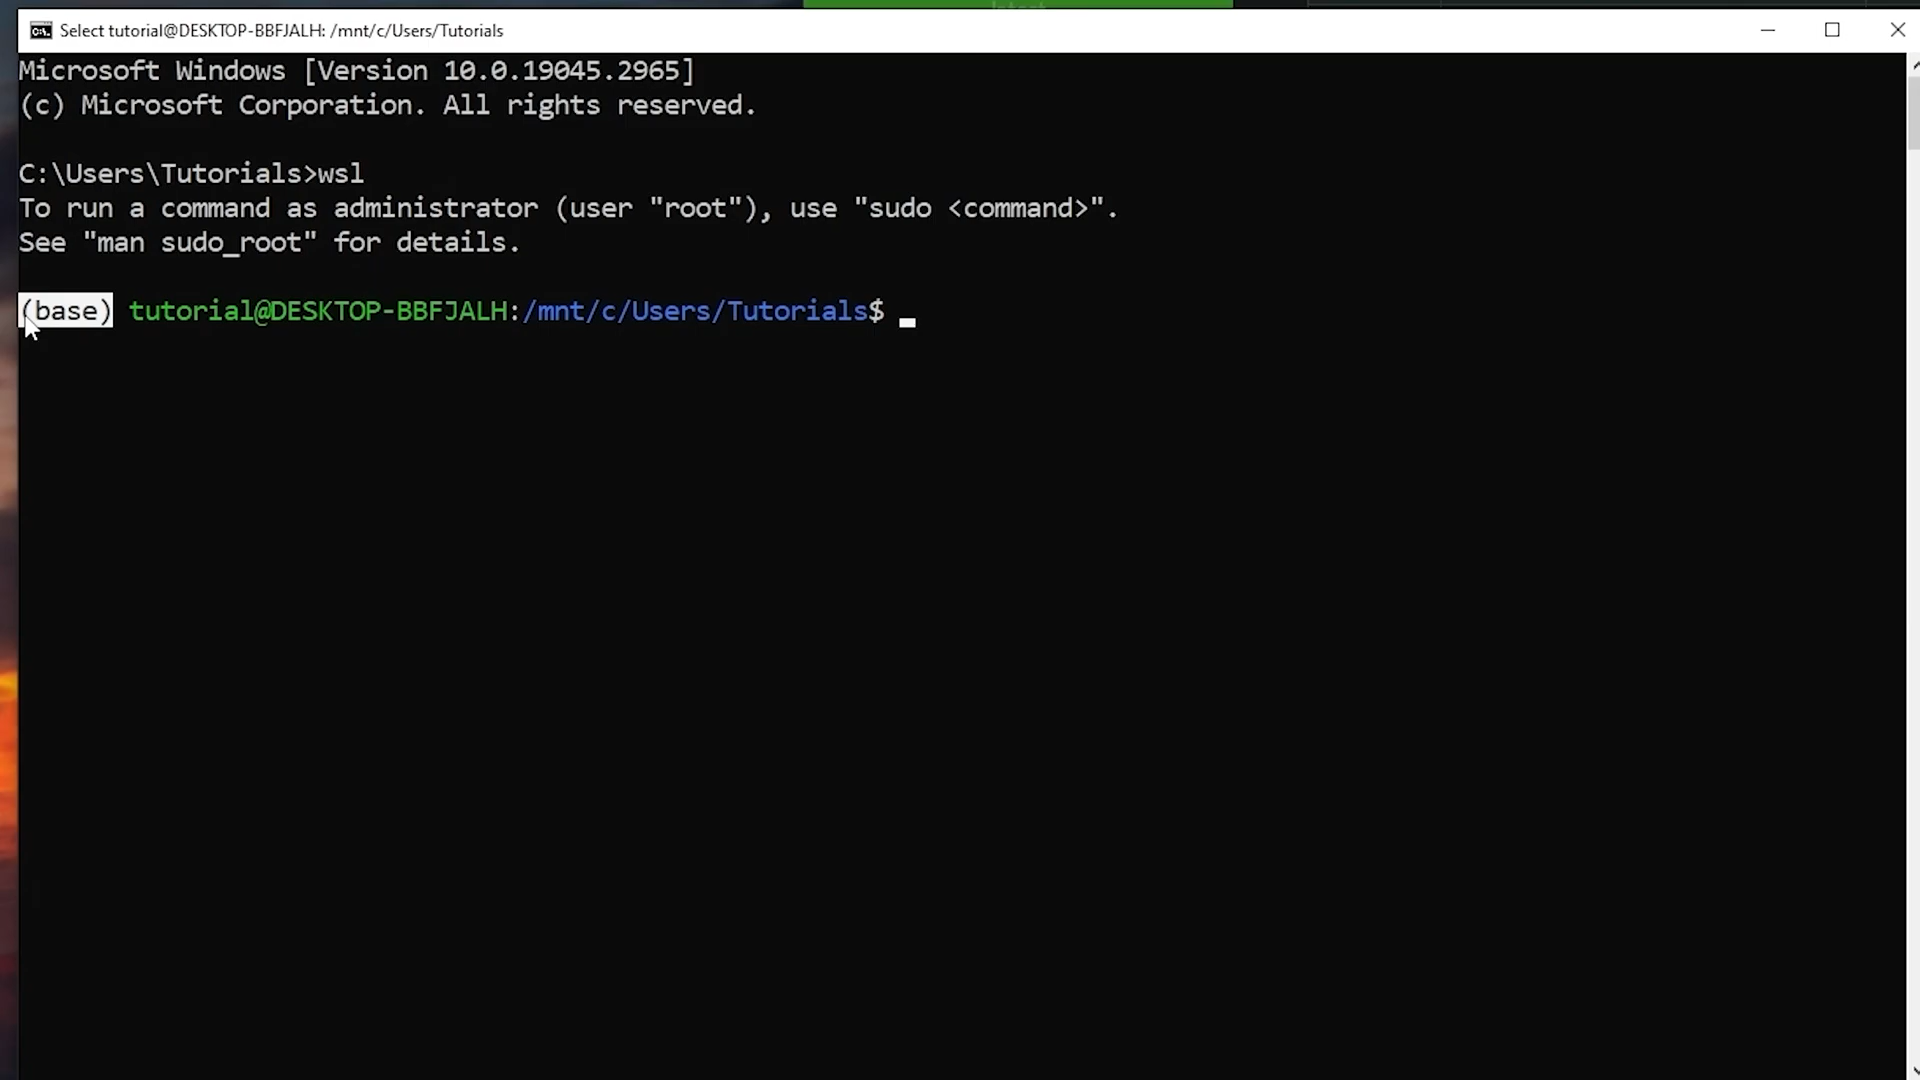 Select tutorial@DESKTOP-BBFJALH: /mnt/c/Users/Tutorials
Microsoft Windows [Version 10.0.19045.2965]
(c) Microsoft Corporation. All rights reserved.
C:\Users\Tutorials>wsl
To run a command as administrator (user "root"), use "sudo <command>".
See "man sudo_root" for details.
(base) tutorial@DESKTOP-BBFJALH:/mnt/c/Users/Tutorials$